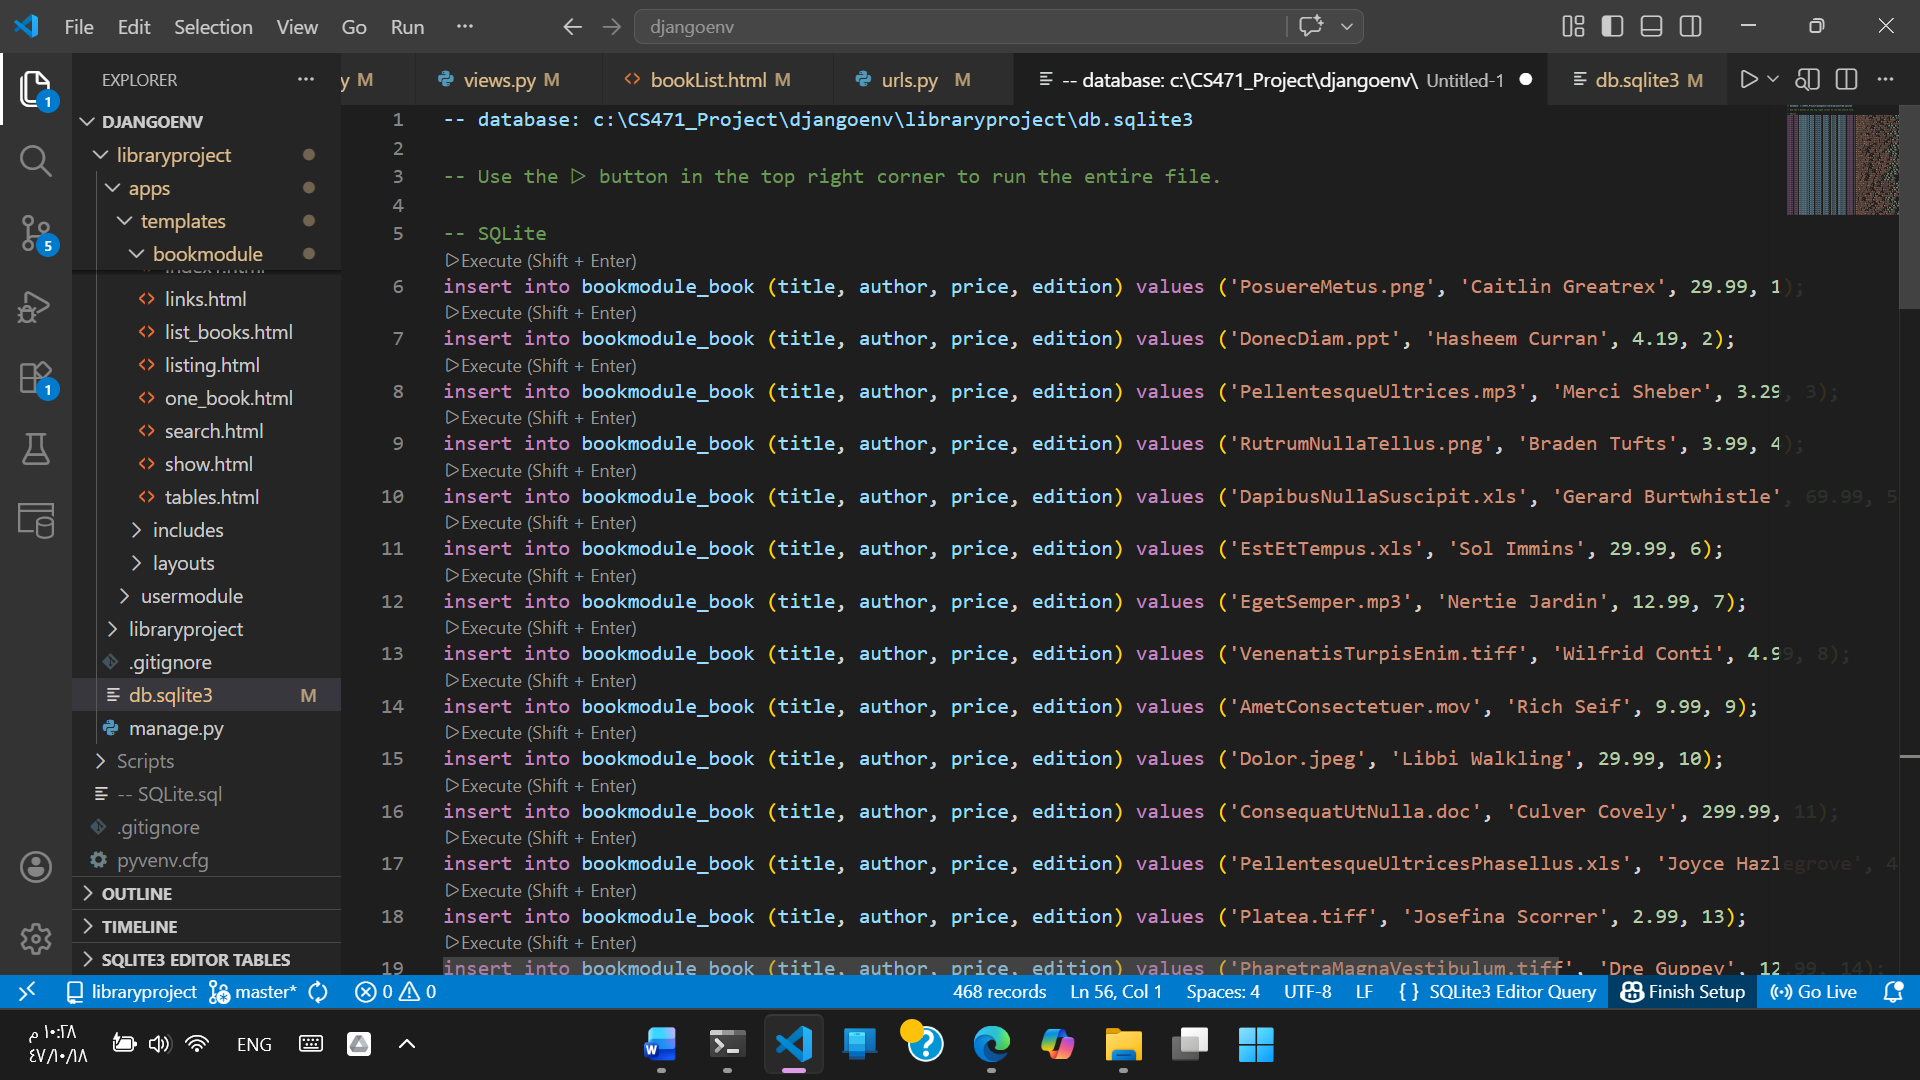 File Edit Selection View Go Run ···
djangoenv
EXPLORER ···
y M
views.py M
bookList.html M
urls.py M
-- database: c:\CS471_Project\djangoenv\ Untitled-1
db.sqlite3 M
DJANGOENV
libraryproject
apps
templates
bookmodule
links.html
list_books.html
listing.html
one_book.html
search.html
show.html
tables.html
includes
layouts
usermodule
libraryproject
.gitignore
db.sqlite3 M
manage.py
Scripts
-- SQLite.sql
.gitignore
pyvenv.cfg
OUTLINE
TIMELINE
SQLITE3 EDITOR TABLES
1
5
1
1 -- database: c:\CS471_Project\djangoenv\libraryproject\db.sqlite3
2
3 -- Use the ▷ button in the top right corner to run the entire file.
4
5 -- SQLite
▷Execute (Shift + Enter)
6 insert into bookmodule_book (title, author, price, edition) values ('PosuereMetus.png', 'Caitlin Greatrex', 29.99, 1);
▷Execute (Shift + Enter)
7 insert into bookmodule_book (title, author, price, edition) values ('DonecDiam.ppt', 'Hasheem Curran', 4.19, 2);
▷Execute (Shift + Enter)
8 insert into bookmodule_book (title, author, price, edition) values ('PellentesqueUltrices.mp3', 'Merci Sheber', 3.29, 3);
▷Execute (Shift + Enter)
9 insert into bookmodule_book (title, author, price, edition) values ('RutrumNullaTellus.png', 'Braden Tufts', 3.99, 4);
▷Execute (Shift + Enter)
10 insert into bookmodule_book (title, author, price, edition) values ('DapibusNullaSuscipit.xls', 'Gerard Burtwhistle', 69.99, 5
▷Execute (Shift + Enter)
11 insert into bookmodule_book (title, author, price, edition) values ('EstEtTempus.xls', 'Sol Immins', 29.99, 6);
▷Execute (Shift + Enter)
12 insert into bookmodule_book (title, author, price, edition) values ('EgetSemper.mp3', 'Nertie Jardin', 12.99, 7);
▷Execute (Shift + Enter)
13 insert into bookmodule_book (title, author, price, edition) values ('VenenatisTurpisEnim.tiff', 'Wilfrid Conti', 4.99, 8);
▷Execute (Shift + Enter)
14 insert into bookmodule_book (title, author, price, edition) values ('AmetConsectetuer.mov', 'Rich Seif', 9.99, 9);
▷Execute (Shift + Enter)
15 insert into bookmodule_book (title, author, price, edition) values ('Dolor.jpeg', 'Libbi Walkling', 29.99, 10);
▷Execute (Shift + Enter)
16 insert into bookmodule_book (title, author, price, edition) values ('ConsequatUtNulla.doc', 'Culver Covely', 299.99, 11);
▷Execute (Shift + Enter)
17 insert into bookmodule_book (title, author, price, edition) values ('PellentesqueUltricesPhasellus.xls', 'Joyce Hazlegrove', 4
▷Execute (Shift + Enter)
18 insert into bookmodule_book (title, author, price, edition) values ('Platea.tiff', 'Josefina Scorrer', 2.99, 13);
▷Execute (Shift + Enter)
19 insert into bookmodule_book (title, author, price, edition) values ('PharetraMagnaVestibulum.tiff', 'Dre Guppey', 12.99, 14);
libraryproject master* 0 0 468 records Ln 56, Col 1 Spaces: 4 UTF-8 LF { } SQLite3 Editor Query Finish Setup Go Live
١٠:٢٨ م
٤٧/١٠/١٨
ENG